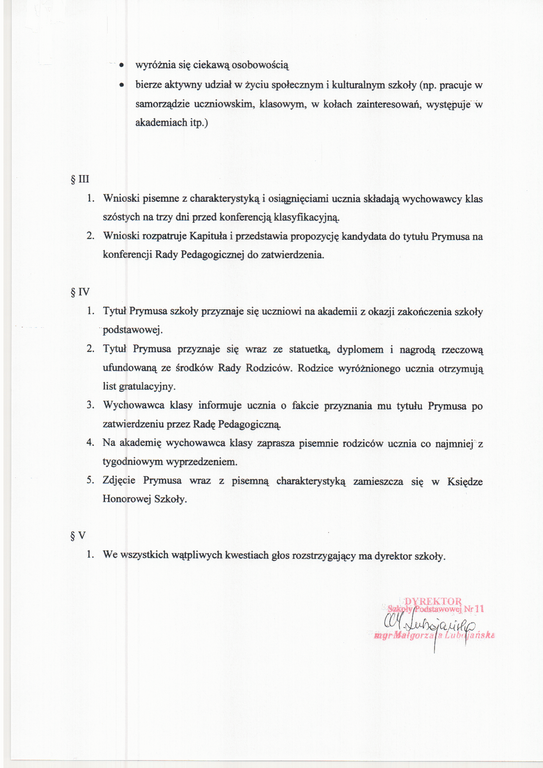 • wyróżnia się ciekawą osobowością
• bierze aktywny udział w życiu społecznym i kulturalnym szkoły (np. pracuje w
samorządzie uczniowskim, klasowym, w kołach zainteresowań, występuje w
akademiach itp.)
§ III
1. Wnioski pisemne z charakterystyką i osiągnięciami ucznia składają wychowawcy klas
szóstych na trzy dni przed konferencją klasyfikacyjną.
2. Wnioski rozpatruje Kapituła i przedstawia propozycję kandydata do tytułu Prymusa na
konferencji Rady Pedagogicznej do zatwierdzenia.
§ IV
1. Tytuł Prymusa szkoły przyznaje się uczniowi na akademii z okazji zakończenia szkoły
podstawowej.
2. Tytuł Prymusa przyznaje się wraz ze statuetką, dyplomem i nagrodą rzeczową
ufundowaną ze środków Rady Rodziców. Rodzice wyróżnionego ucznia otrzymują
list gratulacyjny.
3. Wychowawca klasy informuje ucznia o fakcie przyznania mu tytułu Prymusa po
zatwierdzeniu przez Radę Pedagogiczną.
4. Na akademię wychowawca klasy zaprasza pisemnie rodziców ucznia co najmniej z
tygodniowym wyprzedzeniem.
5. Zdjęcie Prymusa wraz z pisemną charakterystyką zamieszcza się w Księdze
Honorowej Szkoły.
§ V
1. We wszystkich wątpliwych kwestiach głos rozstrzygający ma dyrektor szkoły.
DYREKTOR
Szkoły Podstawowej Nr 11
mgr Małgorzata